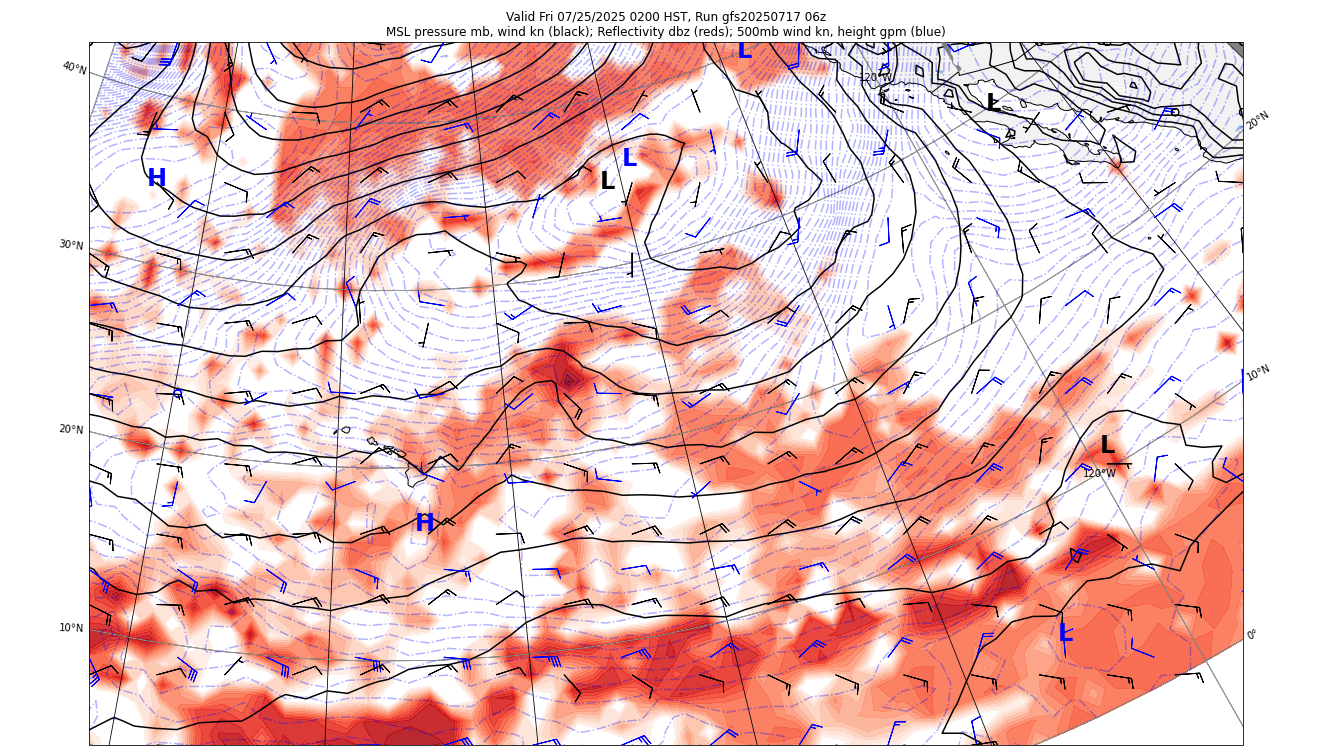 Valid Fri 07/25/2025 0200 HST, Run gfs20250717 06z
MSL pressure mb, wind kn (black); Reflectivity dbz (reds); 500mb wind kn, height gpm (blue)
L
40°N
120°W
L
20°N
L
H
L
30°N
10°N
20°N
L
120°W
H
10°N
L
0°